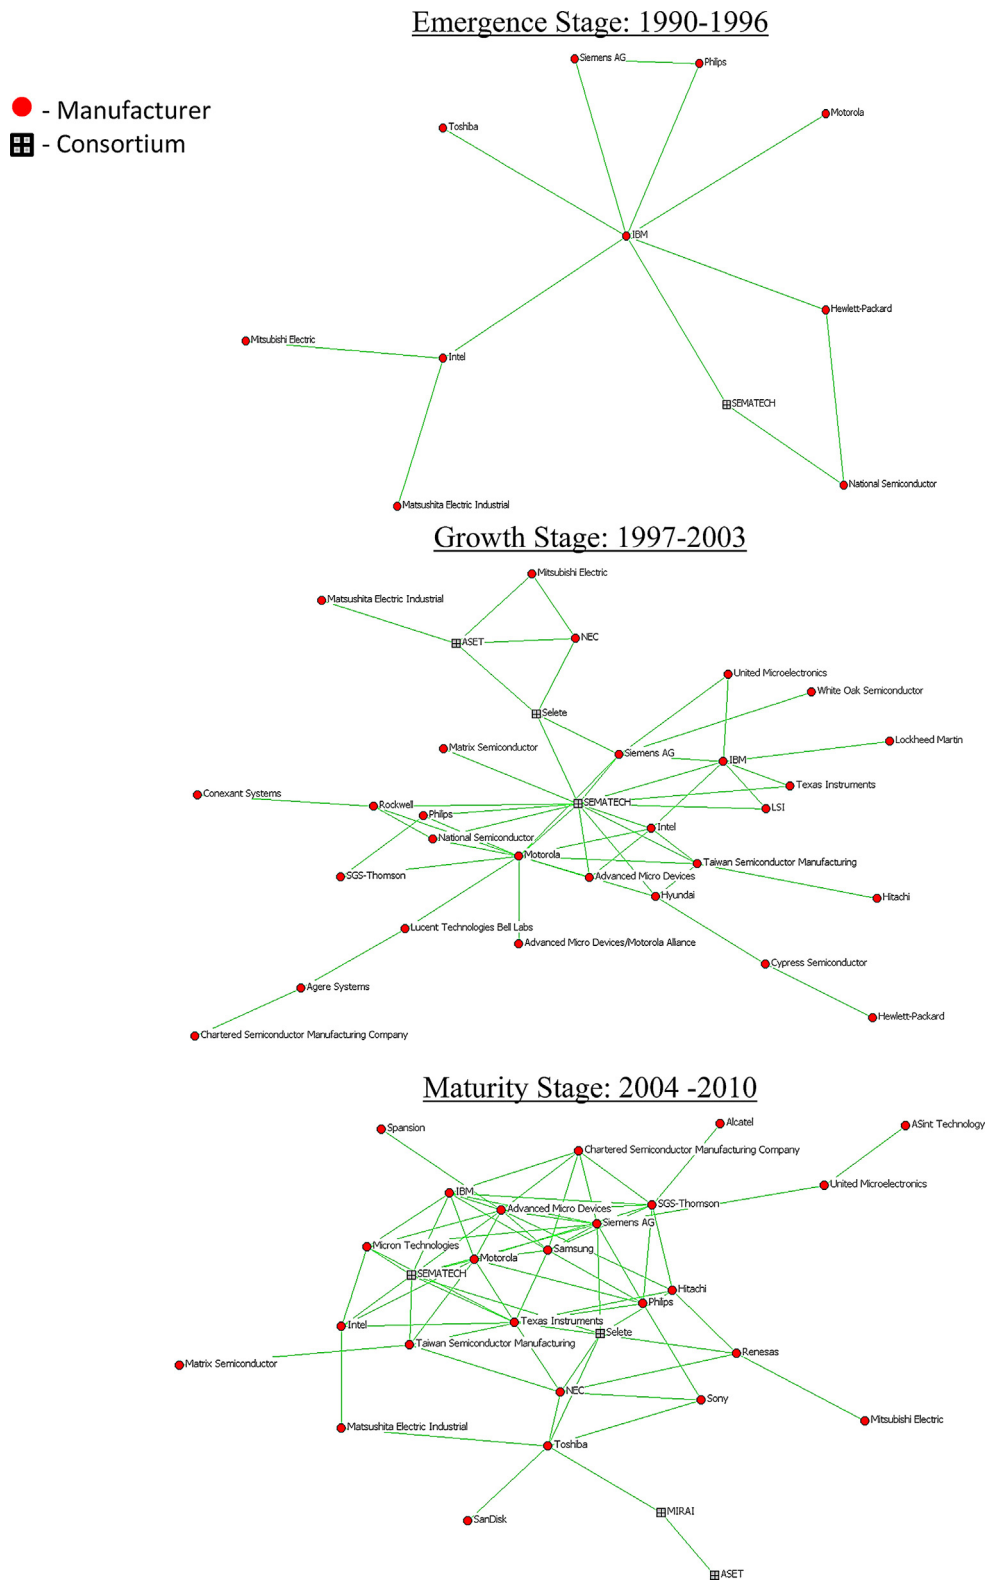 Emergence Stage: 1990-1996
- Manufacturer
- Consortium
Siemens AG
Philips
Motorola
Toshiba
IBM
Hewlett-Packard
Mitsubishi Electric
Intel
SEMATECH
National Semiconductor
Matsushita Electric Industrial
Growth Stage: 1997-2003
Mitsubishi Electric
Matsushita Electric Industrial
NEC
ASET
United Microelectronics
White Oak Semiconductor
Selete
Lockheed Martin
Matrix Semiconductor
Siemens AG
IBM
Texas Instruments
Conexant Systems
SEMATECH
Rockwell
LSI
Philips
Intel
National Semiconductor
Motorola
Taiwan Semiconductor Manufacturing
SGS-Thomson
Advanced Micro Devices
Hyundai
Hitachi
Lucent Technologies Bell Labs
Advanced Micro Devices/Motorola Alliance
Cypress Semiconductor
Agere Systems
Hewlett-Packard
Chartered Semiconductor Manufacturing Company
Maturity Stage: 2004 -2010
Spansion
Alcatel
ASint Technology
Chartered Semiconductor Manufacturing Company
United Microelectronics
IBM
SGS-Thomson
Advanced Micro Devices
Siemens AG
Micron Technologies
Samsung
Motorola
SEMATECH
Hitachi
Philips
Intel
Texas Instruments
Selete
Taiwan Semiconductor Manufacturing
Renesas
Matrix Semiconductor
NEC
Sony
Mitsubishi Electric
Matsushita Electric Industrial
Toshiba
MIRAI
SanDisk
ASET